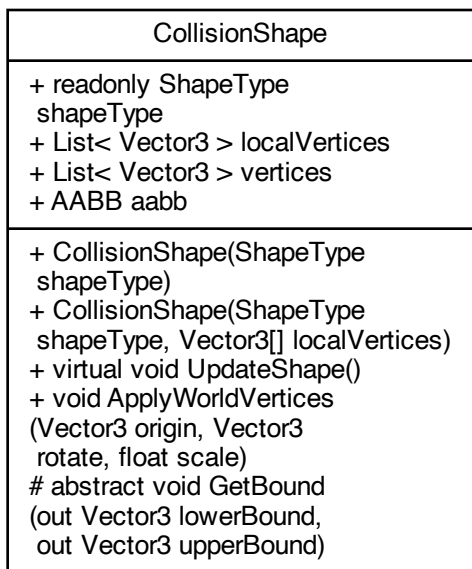 CollisionShape
+ readonly ShapeType
shapeType
+ List< Vector3 > localVertices
+ List< Vector3 > vertices
+ AABB aabb
+ CollisionShape(ShapeType
shapeType)
+ CollisionShape(ShapeType
shapeType, Vector3[] localVertices)
+ virtual void UpdateShape()
+ void ApplyWorldVertices
(Vector3 origin, Vector3
rotate, float scale)
# abstract void GetBound
(out Vector3 lowerBound,
out Vector3 upperBound)